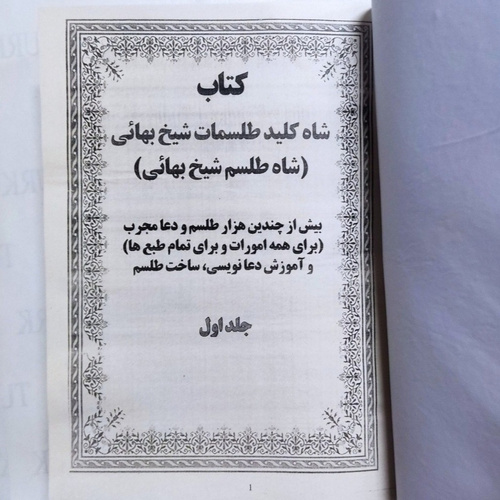 کتاب
شاه کلید طلسمات شیخ بهائی
(شاه طلسم شیخ بهائی)
بیش از چندین هزار طلسم و دعا مجرب
(برای همه امورات و برای تمام طبع ها)
و آموزش دعا نویسی، ساخت طلسم
جلد اول
1